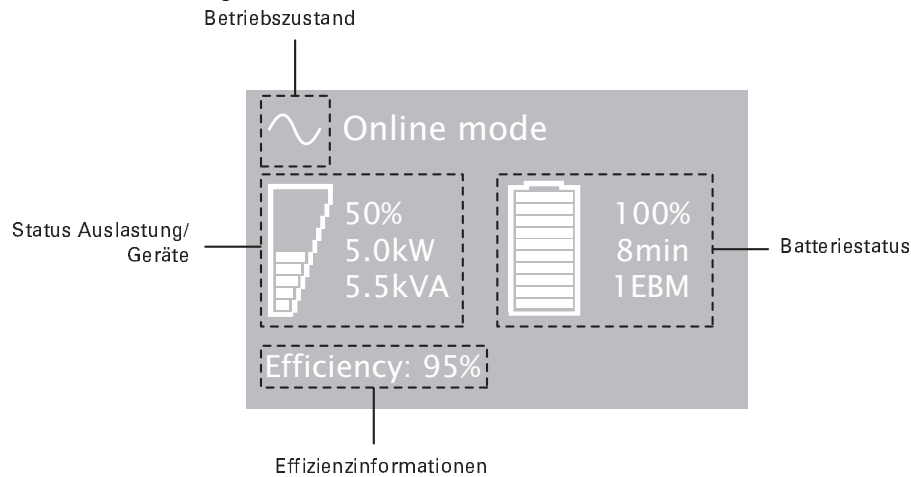 Betriebszustand
Online mode
Status Auslastung/
Geräte
50%
5.0kW
5.5kVA
100%
8min
1EBM
Batteriestatus
Efficiency: 95%
Effizienzinformationen